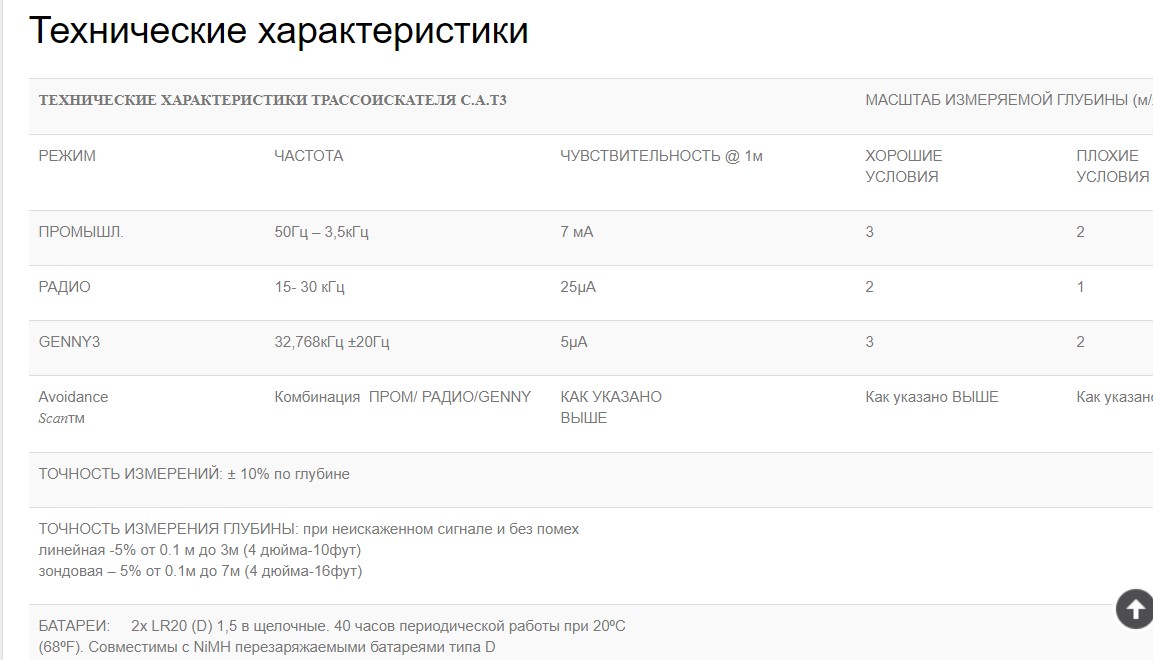 Технические характеристики
ТЕХНИЧЕСКИЕ ХАРАКТЕРИСТИКИ ТРАССОИСКАТЕЛЯ C.A.T3
МАСШТАБ ИЗМЕРЯЕМОЙ ГЛУБИНЫ
РЕЖИМ
ЧАСТОТА
ЧУВСТВИТЕЛЬНОСТЬ @ 1м
ХОРОШИЕ
УСЛОВИЯ
ПЛОХИЕ
УСЛОВИЯ
ПРОМЫШЛ.
50Гц – 3,5кГц
7 мА
3
2
РАДИО
15- 30 кГц
25μА
2
1
GENNY3
32,768кГц ±20Гц
5μА
3
2
Avoidance
Scan™
Комбинация ПРОМ/ РАДИО/GENNY
КАК УКАЗАНО
ВЫШЕ
Как указано ВЫШЕ
Как
ТОЧНОСТЬ ИЗМЕРЕНИЙ: ± 10% по глубине
ТОЧНОСТЬ ИЗМЕРЕНИЯ ГЛУБИНЫ: при неискаженном сигнале и без помех
линейная -5% от 0.1 м до 3м (4 дюйма-10фут)
зондовая – 5% от 0.1м до 7м (4 дюйма-16фут)
БАТАРЕИ: 2x LR20 (D) 1,5 в щелочные. 40 часов периодической работы при 20ºC
(68ºF). Совместимы с NiMH перезаряжаемыми батареями типа D